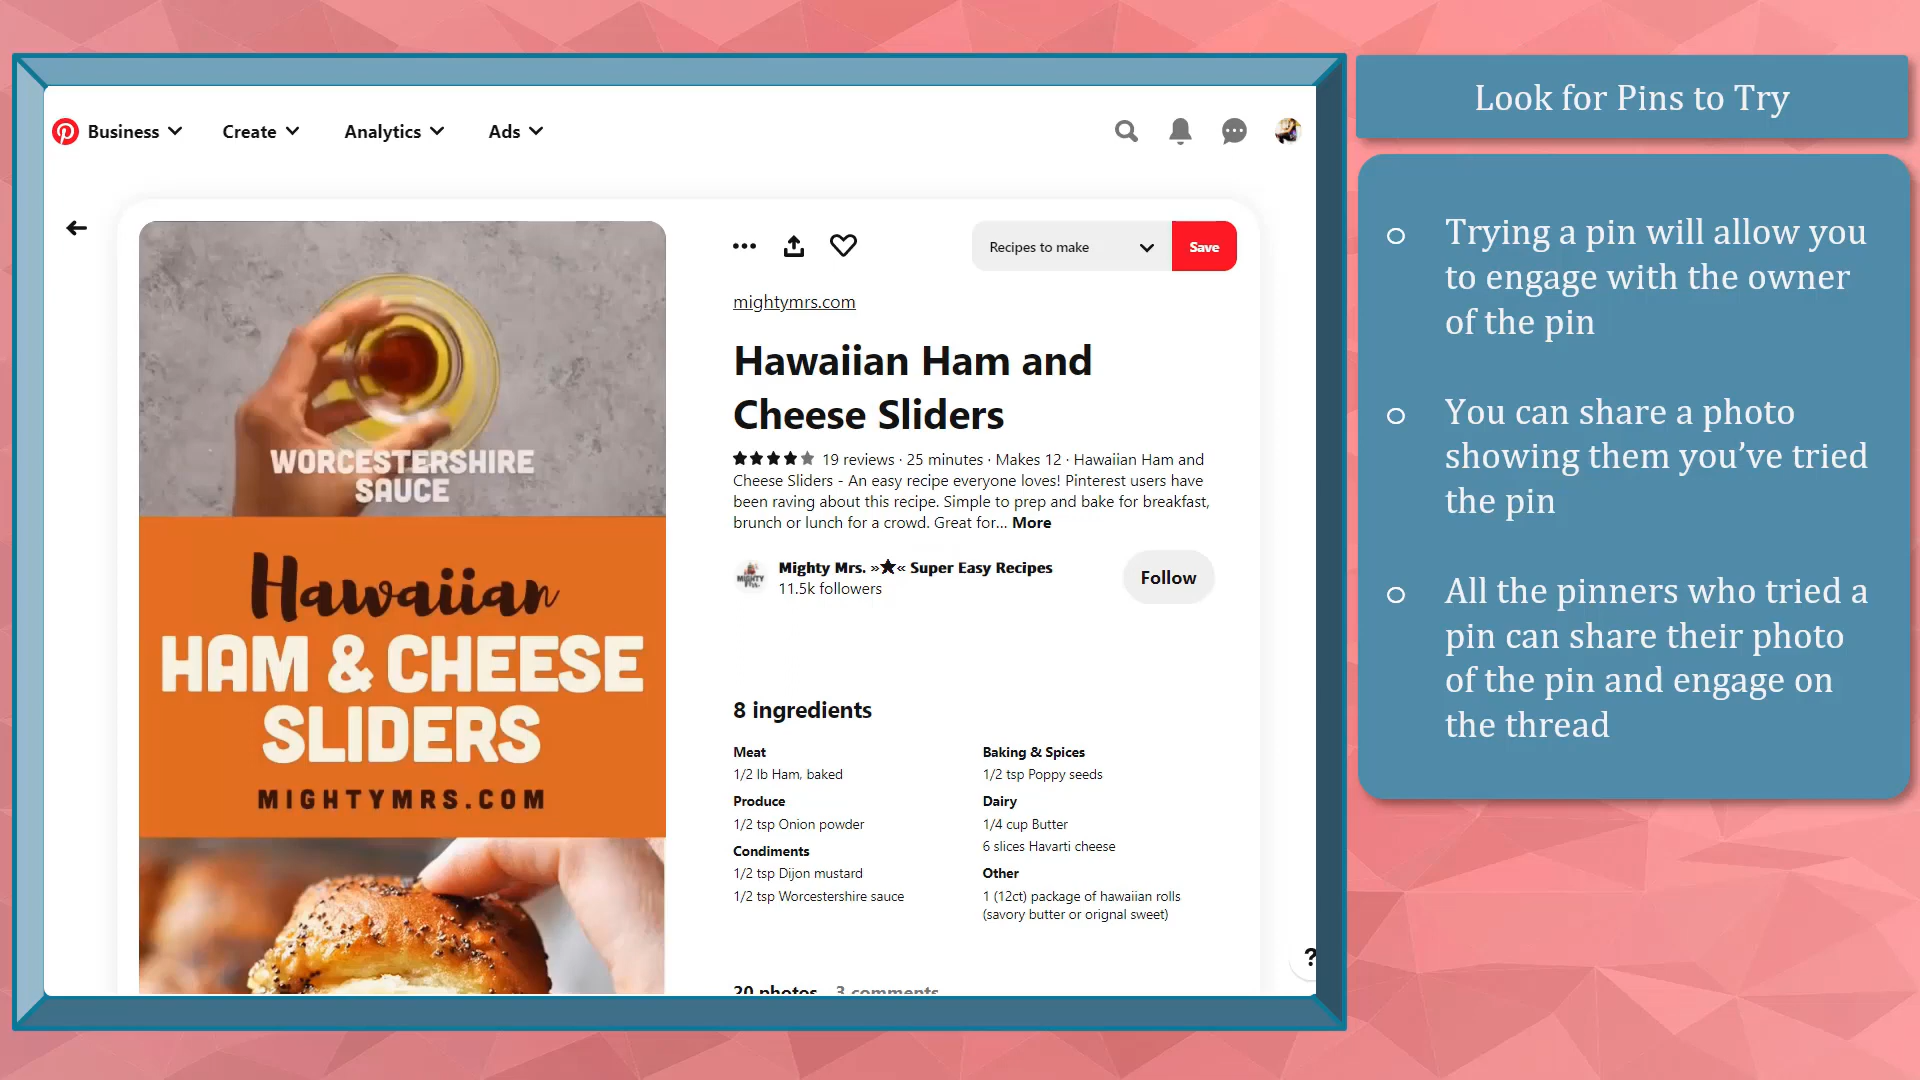 Business
Create
Analytics
Ads
Recipes to make
Save
mightymrs.com
Hawaiian Ham and
Cheese Sliders
19 reviews · 25 minutes · Makes 12 · Hawaiian Ham and
Cheese Sliders - An easy recipe everyone loves! Pinterest users have
been raving about this recipe. Simple to prep and bake for breakfast,
brunch or lunch for a crowd. Great for... More
MIGHTY
Mrs.
Mighty Mrs. »★« Super Easy Recipes
11.5k followers
Follow
WORCESTERSHIRE
SAUCE
Hawaiian
HAM & CHEESE
SLIDERS
MIGHTYMRS.COM
8 ingredients
Meat
1/2 lb Ham, baked
Produce
1/2 tsp Onion powder
Condiments
1/2 tsp Dijon mustard
1/2 tsp Worcestershire sauce
Baking & Spices
1/2 tsp Poppy seeds
Dairy
1/4 cup Butter
6 slices Havarti cheese
Other
1 (12ct) package of hawaiian rolls
(savory butter or orignal sweet)
20 photos 3 comments
?
Look for Pins to Try
Trying a pin will allow you
to engage with the owner
of the pin
You can share a photo
showing them you've tried
the pin
All the pinners who tried a
pin can share their photo
of the pin and engage on
the thread